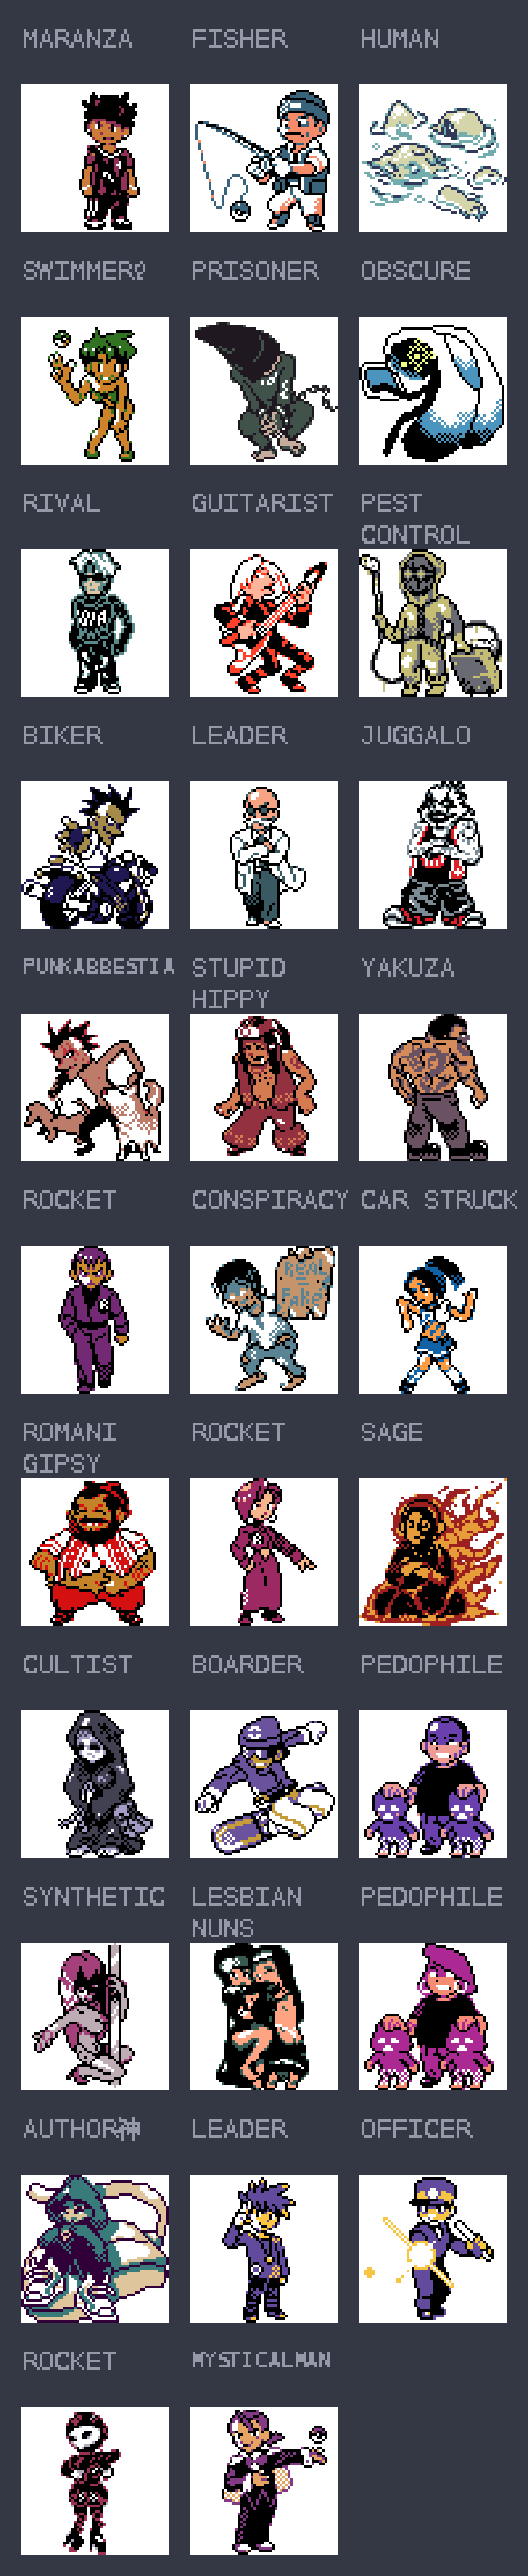 MARANZA FISHER HUMAN
SWIMMER♀ PRISONER OBSCURE
RIVAL GUITARIST PEST
CONTROL
BIKER LEADER JUGGALO
PUNKABBESTIA STUPID YAKUZA
HIPPY
ROCKET CONSPIRACY CAR STRUCK
REAL
=
FAKE
ROMANI ROCKET SAGE
GIPSY
CULTIST BOARDER PEDOPHILE
SYNTHETIC LESBIAN PEDOPHILE
NUNS
AUTHOR神 LEADER OFFICER
ROCKET MYSTICALMAN